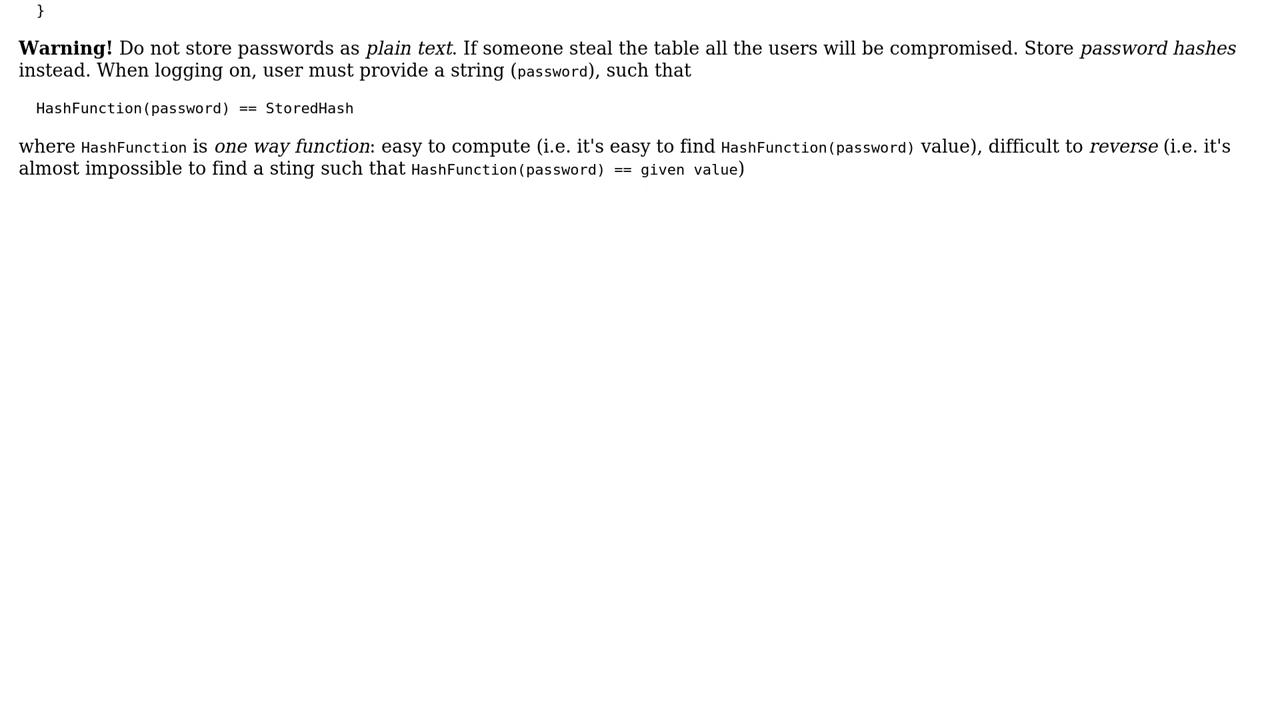 }
Warning! Do not store passwords as plain text. If someone steal the table all the users will be compromised. Store password hashes
instead. When logging on, user must provide a string (password), such that
HashFunction(password) == StoredHash
where HashFunction is one way function: easy to compute (i.e. it's easy to find HashFunction(password) value), difficult to reverse (i.e. it's
almost impossible to find a sting such that HashFunction(password) == given value)